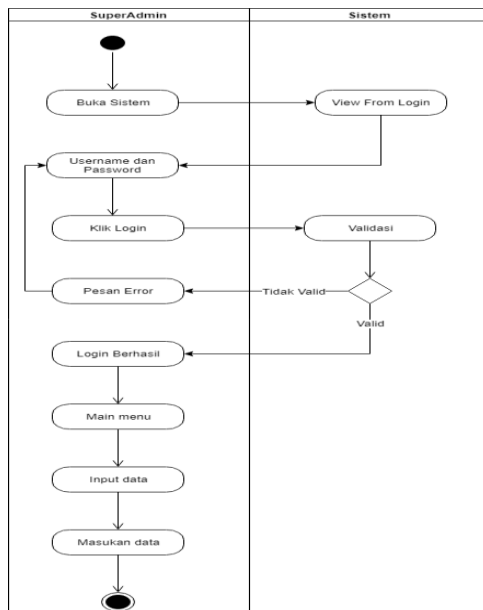 SuperAdmin
Sistem
Buka Sistem
View From Login
Username dan
Password
Klik Login
Validasi
Pesan Error
Tidak Valid
Valid
Login Berhasil
Main menu
Input data
Masukan data